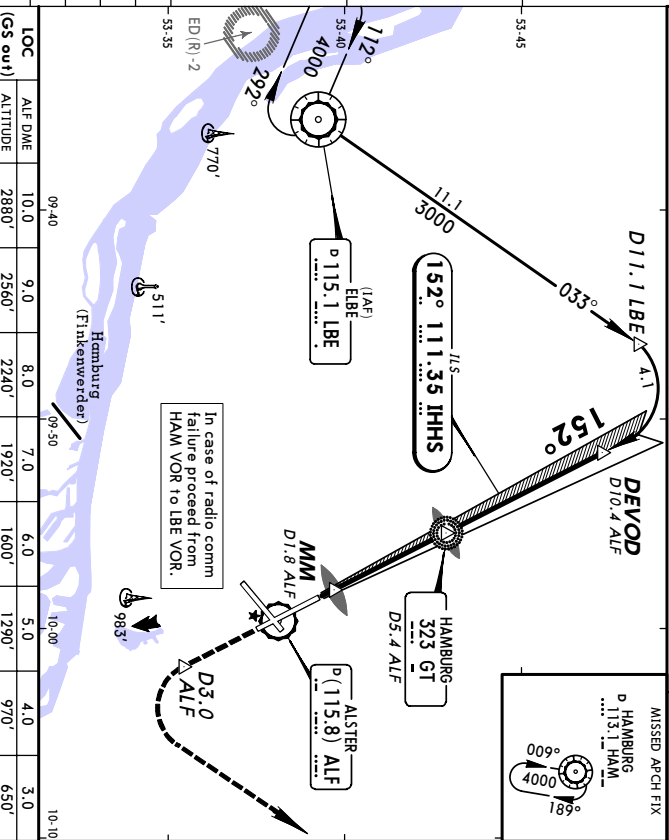 MISSED APCH FIX
HAMBURG
D 113.1 HAM
009°
4000
189°
53-45
53-40
53-35
D11.1 LBE
4.1
DEVOD
D10.4 ALF
152°
033°
11.1
3000
112°
4000
292°
ED(R)-2
(IAF)
ELBE
D 115.1 LBE
ILS
152° 111.35 IHHS
HAMBURG
323 GT
D5.4 ALF
MM
D1.8 ALF
ALSTER
D (115.8) ALF
D3.0
ALF
In case of radio comm
failure proceed from
HAM VOR to LBE VOR.
770'
511'
983'
Hamburg
(Finkenwerder)
09-40
09-50
10-00
10-10
LOC
(GS out)
ALF DME 10.0 9.0 8.0 7.0 6.0 5.0 4.0 3.0
ALTITUDE 2880' 2560' 2240' 1920' 1600' 1290' 970' 650'